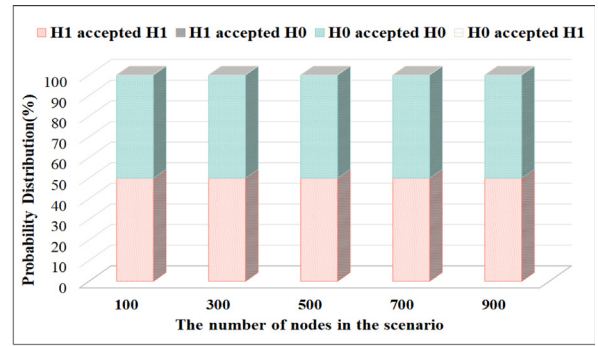 H1 accepted H1 H1 accepted H0 H0 accepted H0 H0 accepted H1
100
90
80
70
60
50
40
30
20
10
0
Probability Distribution(%)
100 300 500 700 900
The number of nodes in the scenario